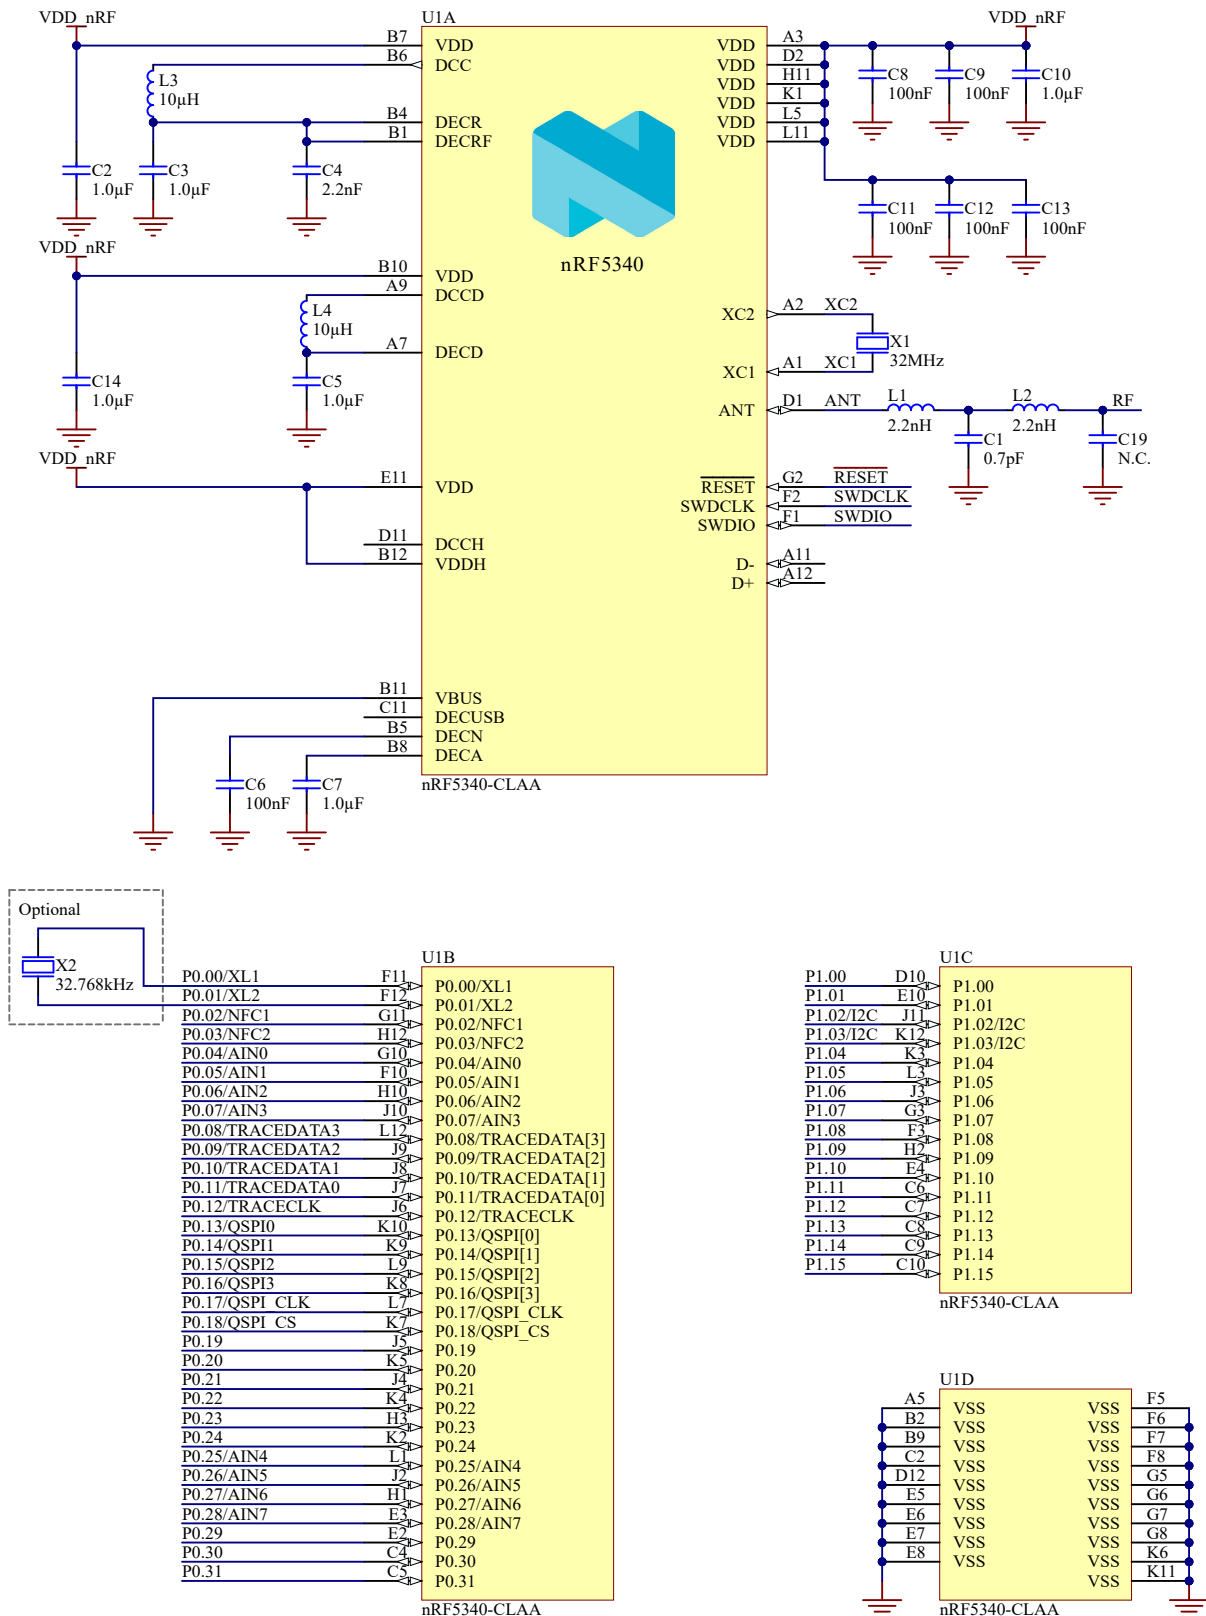 VDD_nRF
L3
10µH
C2
1.0µF
C3
1.0µF
C4
2.2nF
VDD_nRF
L4
10µH
C14
1.0µF
C5
1.0µF
VDD_nRF
C6
100nF
C7
1.0µF
U1A
B7 VDD
B6 DCC
B4 DECR
B1 DECRF
B10 VDD
A9 DCCD
A7 DECD
E11 VDD
D11 DCCH
B12 VDDH
B11 VBUS
C11 DECUSB
B5 DECN
B8 DECA
nRF5340
VDD A3
VDD D2
VDD H11
VDD K1
VDD L5
VDD L11
XC2 A2 XC2
XC1 A1 XC1
ANT D1 ANT
RESET G2 RESET
SWDCLK F2 SWDCLK
SWDIO F1 SWDIO
D- A11
D+ A12
nRF5340-CLAA
VDD_nRF
C8
100nF
C9
100nF
C10
1.0µF
C11
100nF
C12
100nF
C13
100nF
X1
32MHz
L1
2.2nH
L2
2.2nH
RF
C1
0.7pF
C19
N.C.
Optional
X2
32.768kHz
U1B
P0.00/XL1 F11 P0.00/XL1
P0.01/XL2 F12 P0.01/XL2
P0.02/NFC1 G11 P0.02/NFC1
P0.03/NFC2 H12 P0.03/NFC2
P0.04/AIN0 G10 P0.04/AIN0
P0.05/AIN1 F10 P0.05/AIN1
P0.06/AIN2 H10 P0.06/AIN2
P0.07/AIN3 J10 P0.07/AIN3
P0.08/TRACEDATA3 L12 P0.08/TRACEDATA[3]
P0.09/TRACEDATA2 J9 P0.09/TRACEDATA[2]
P0.10/TRACEDATA1 J8 P0.10/TRACEDATA[1]
P0.11/TRACEDATA0 J7 P0.11/TRACEDATA[0]
P0.12/TRACECLK J6 P0.12/TRACECLK
P0.13/QSPI0 K10 P0.13/QSPI[0]
P0.14/QSPI1 K9 P0.14/QSPI[1]
P0.15/QSPI2 L9 P0.15/QSPI[2]
P0.16/QSPI3 K8 P0.16/QSPI[3]
P0.17/QSPI_CLK L7 P0.17/QSPI_CLK
P0.18/QSPI_CS K7 P0.18/QSPI_CS
P0.19 J5 P0.19
P0.20 K5 P0.20
P0.21 J4 P0.21
P0.22 K4 P0.22
P0.23 H3 P0.23
P0.24 K2 P0.24
P0.25/AIN4 L1 P0.25/AIN4
P0.26/AIN5 J2 P0.26/AIN5
P0.27/AIN6 H1 P0.27/AIN6
P0.28/AIN7 E3 P0.28/AIN7
P0.29 E2 P0.29
P0.30 C4 P0.30
P0.31 C5 P0.31
nRF5340-CLAA
U1C
P1.00 D10 P1.00
P1.01 E10 P1.01
P1.02/I2C J11 P1.02/I2C
P1.03/I2C K12 P1.03/I2C
P1.04 K3 P1.04
P1.05 L3 P1.05
P1.06 J3 P1.06
P1.07 G3 P1.07
P1.08 F3 P1.08
P1.09 H2 P1.09
P1.10 E4 P1.10
P1.11 C6 P1.11
P1.12 C7 P1.12
P1.13 C8 P1.13
P1.14 C9 P1.14
P1.15 C10 P1.15
nRF5340-CLAA
U1D
A5 VSS VSS F5
B2 VSS VSS F6
B9 VSS VSS F7
C2 VSS VSS F8
D12 VSS VSS G5
E5 VSS VSS G6
E6 VSS VSS G7
E7 VSS VSS G8
E8 VSS VSS K6
VSS K11
nRF5340-CLAA